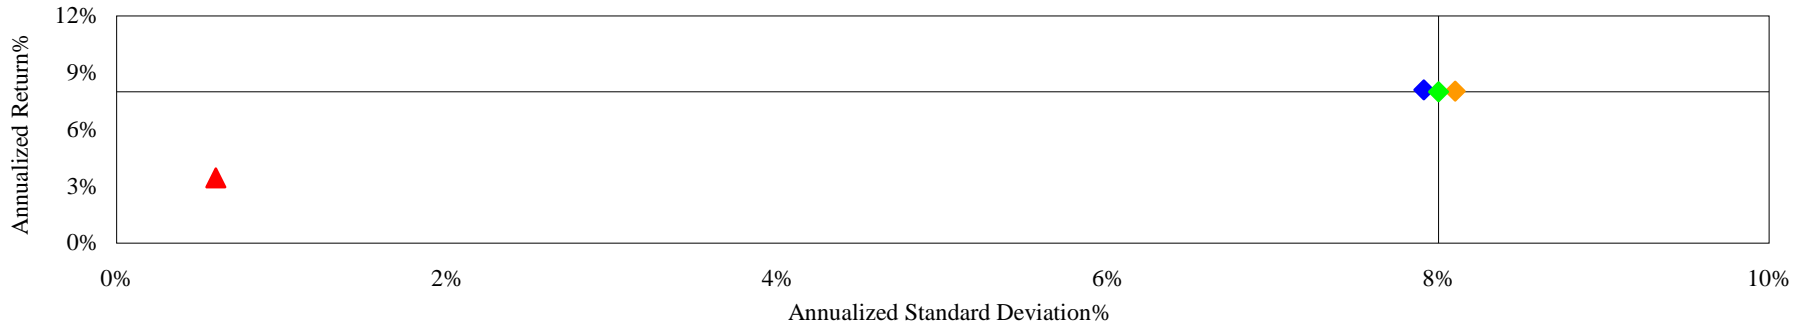 12%
9%
6%
3%
0%
Annualized Return%
0% 2% 4% 6% 8% 10%
Annualized Standard Deviation%